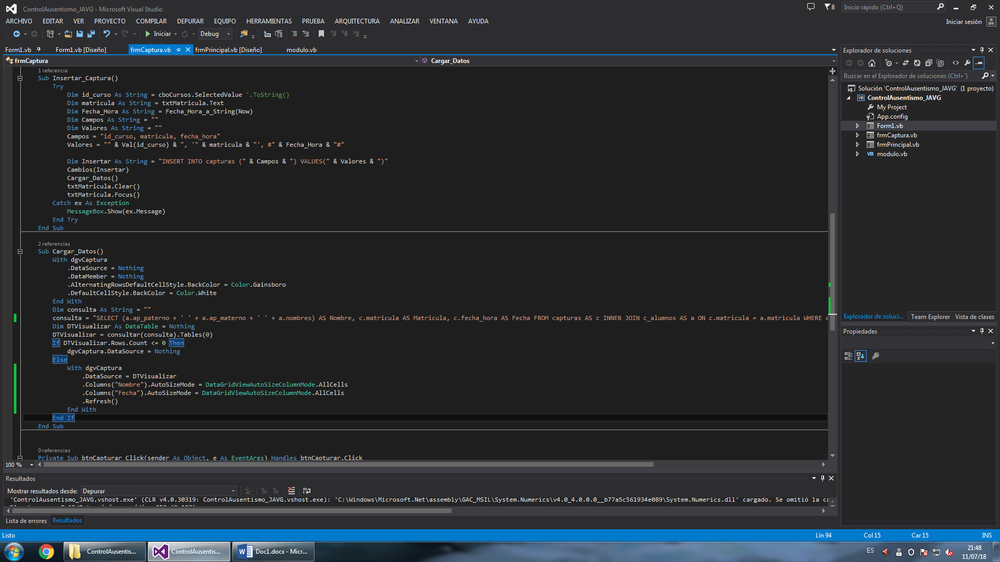 ControlAusentismo_JAVG - Microsoft Visual Studio
8
Inicio rápido (Ctrl+Q)
ARCHIVO EDITAR VER PROYECTO COMPILAR DEPURAR EQUIPO HERRAMIENTAS PRUEBA ARQUITECTURA ANALIZAR VENTANA AYUDA
Iniciar sesión
Iniciar Debug
Form1.vb Form1.vb [Diseño] frmCaptura.vb frmPrincipal.vb [Diseño] modulo.vb
frmCaptura Cargar_Datos
1 referencia
Sub Insertar_Captura()
Try
Dim id_curso As String = cboCursos.SelectedValue '.ToString()
Dim matricula As String = txtMatricula.Text
Dim Fecha_Hora As String = Fecha_Hora_a_String(Now)
Dim Campos As String = ""
Dim Valores As String = ""
Campos = "id_curso, matricula, fecha_hora"
Valores = "" & Val(id_curso) & ", '" & matricula & "', #" & Fecha_Hora & "#"
Dim Insertar As String = "INSERT INTO capturas (" & Campos & ") VALUES(" & Valores & ")"
Cambios(Insertar)
Cargar_Datos()
txtMatricula.Clear()
txtMatricula.Focus()
Catch ex As Exception
MessageBox.Show(ex.Message)
End Try
End Sub
2 referencias
Sub Cargar_Datos()
With dgvCaptura
.DataSource = Nothing
.DataMember = Nothing
.AlternatingRowsDefaultCellStyle.BackColor = Color.Gainsboro
.DefaultCellStyle.BackColor = Color.White
End With
Dim consulta As String = ""
consulta = "SELECT (a.ap_paterno + ' ' + a.ap_materno + ' ' + a.nombres) AS Nombre, c.matricula AS Matricula, c.fecha_hora AS Fecha FROM capturas AS c INNER JOIN c_alumnos AS a ON c.matricula = a.matricula WHERE c
Dim DTVisualizar As DataTable = Nothing
DTVisualizar = consultar(consulta).Tables(0)
If DTVisualizar.Rows.Count <= 0 Then
dgvCaptura.DataSource = Nothing
Else
With dgvCaptura
.DataSource = DTVisualizar
.Columns("Nombre").AutoSizeMode = DataGridViewAutoSizeColumnMode.AllCells
.Columns("Fecha").AutoSizeMode = DataGridViewAutoSizeColumnMode.AllCells
.Refresh()
End With
End If
End Sub
0 referencias
Private Sub btnCapturar_Click(sender As Object, e As EventArgs) Handles btnCapturar.Click
100 %
Resultados
Mostrar resultados desde: Depurar
'ControlAusentismo_JAVG.vshost.exe' (CLR v4.0.30319: ControlAusentismo_JAVG.vshost.exe): 'C:\Windows\Microsoft.Net\assembly\GAC_MSIL\System.Numerics\v4.0_4.0.0.0__b77a5c561934e089\System.Numerics.dll' cargado. Se omitió la ca
Lista de errores Resultados
Explorador de soluciones
Buscar en el Explorador de soluciones (Ctrl+´)
Solución 'ControlAusentismo_JAVG' (1 proyecto)
VB ControlAusentismo_JAVG
My Project
App.config
Form1.vb
frmCaptura.vb
frmPrincipal.vb
VB modulo.vb
Explorador de soluci... Team Explorer Vista de clases
Propiedades
Listo Lín 94 Col 15 Car 15 INS
ControlAusentis... ControlAusentis... Doc1.docx - Micr... ES 21:48
11/07/18